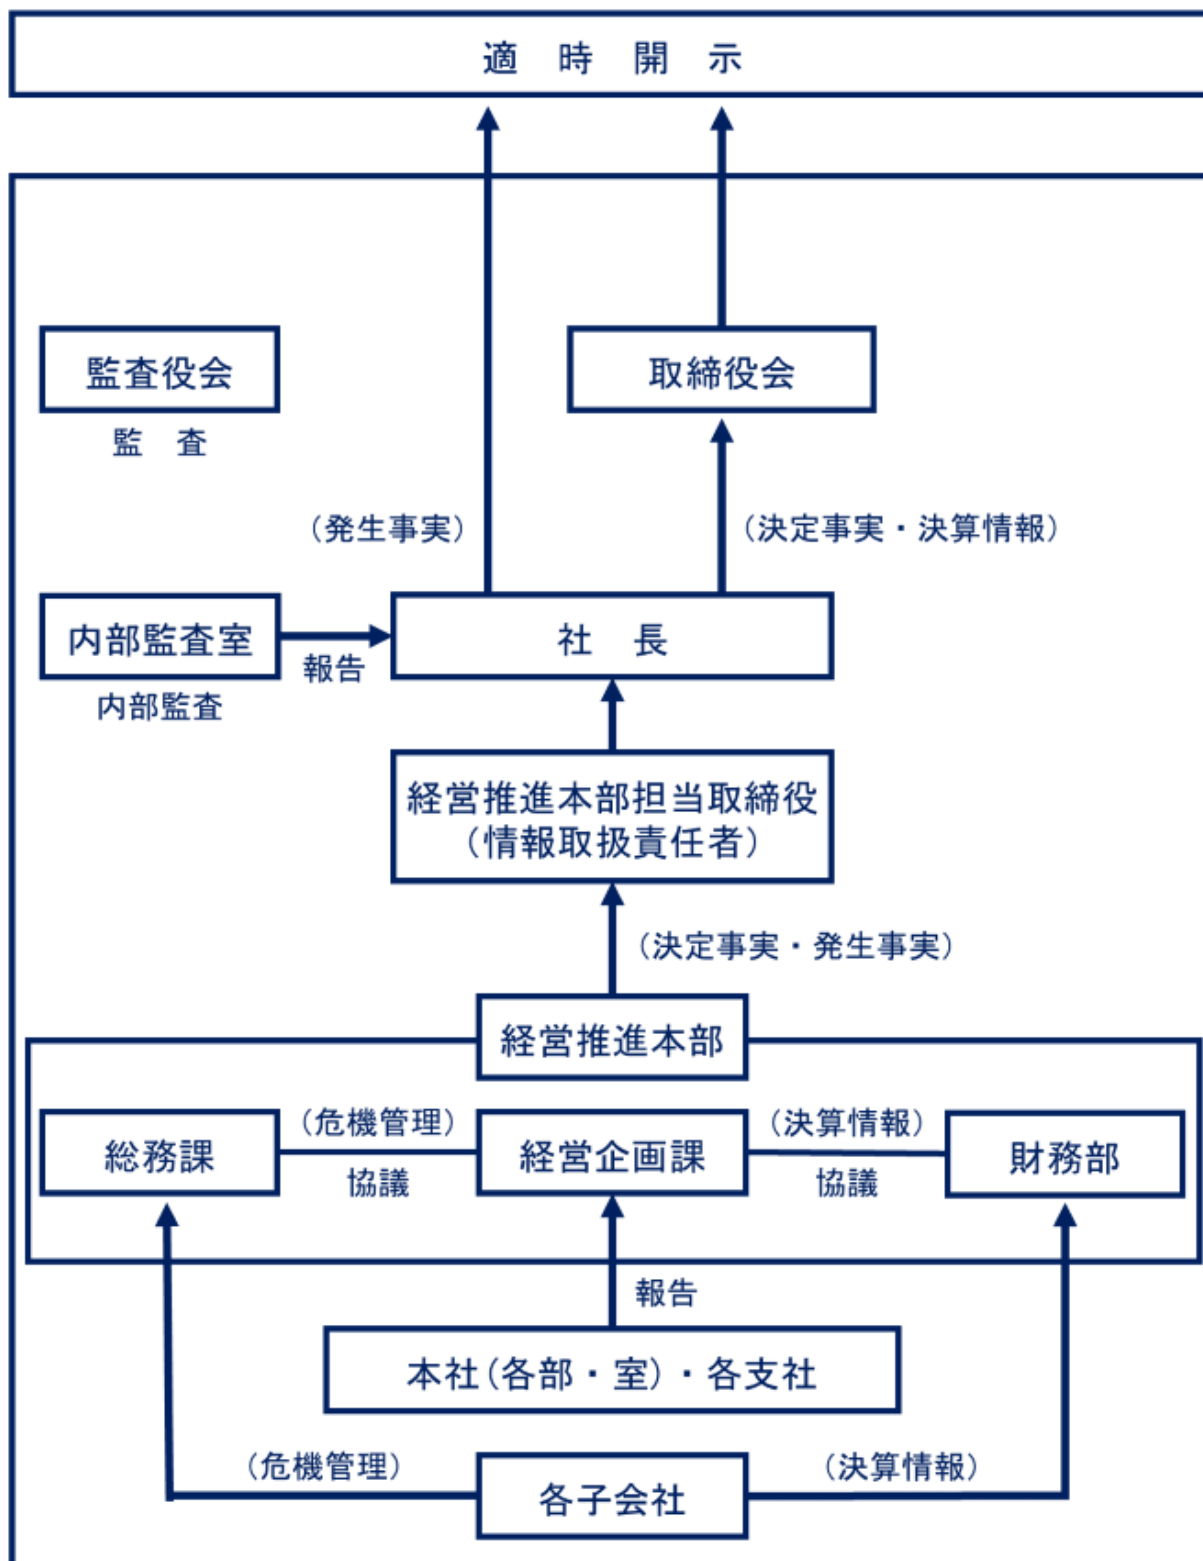 適 時 開 示
監査役会
監 査
取締役会
(発生事実)
(決定事実・決算情報)
内部監査室
内部監査
報告
社 長
経営推進本部担当取締役
(情報取扱責任者)
(決定事実・発生事実)
経営推進本部
総務課
(危機管理)
協議
経営企画課
(決算情報)
協議
財務部
報告
本社(各部・室)・各支社
(危機管理)
各子会社
(決算情報)